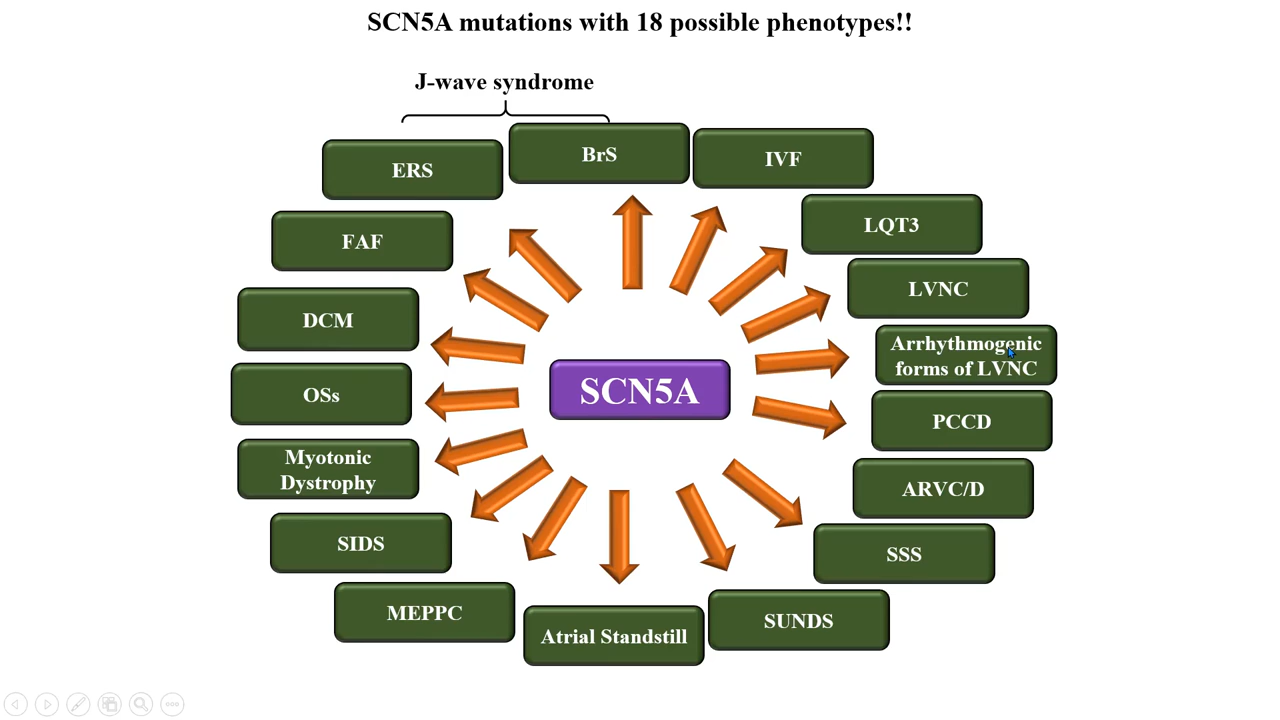 SCN5A mutations with 18 possible phenotypes!!
J-wave syndrome
ERS
BrS
IVF
FAF
LQT3
DCM
LVNC
OSs
Arrhythmogenic
forms of LVNC
SCN5A
PCCD
Myotonic
Dystrophy
ARVC/D
SIDS
SSS
MEPPC
Atrial Standstill
SUNDS